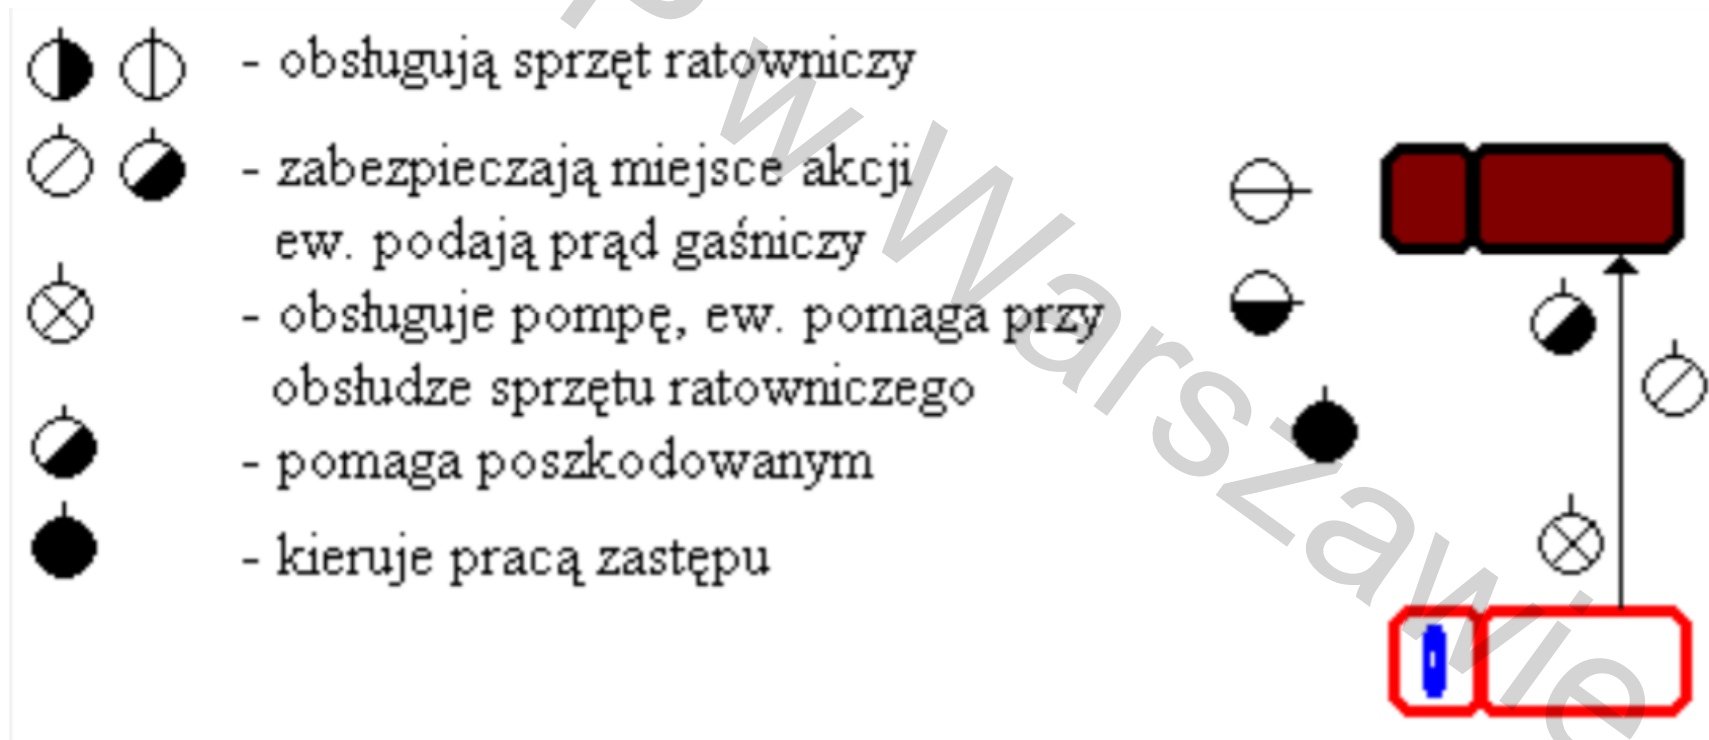 - obsługują sprzęt ratowniczy
- zabezpieczają miejsce akcji
ew. podają prąd gaśniczy
- obsługuje pompę, ew. pomaga przy
obsłudze sprzętu ratowniczego
- pomaga poszkodowanym
- kieruje pracą zastępu
p w Warszawie